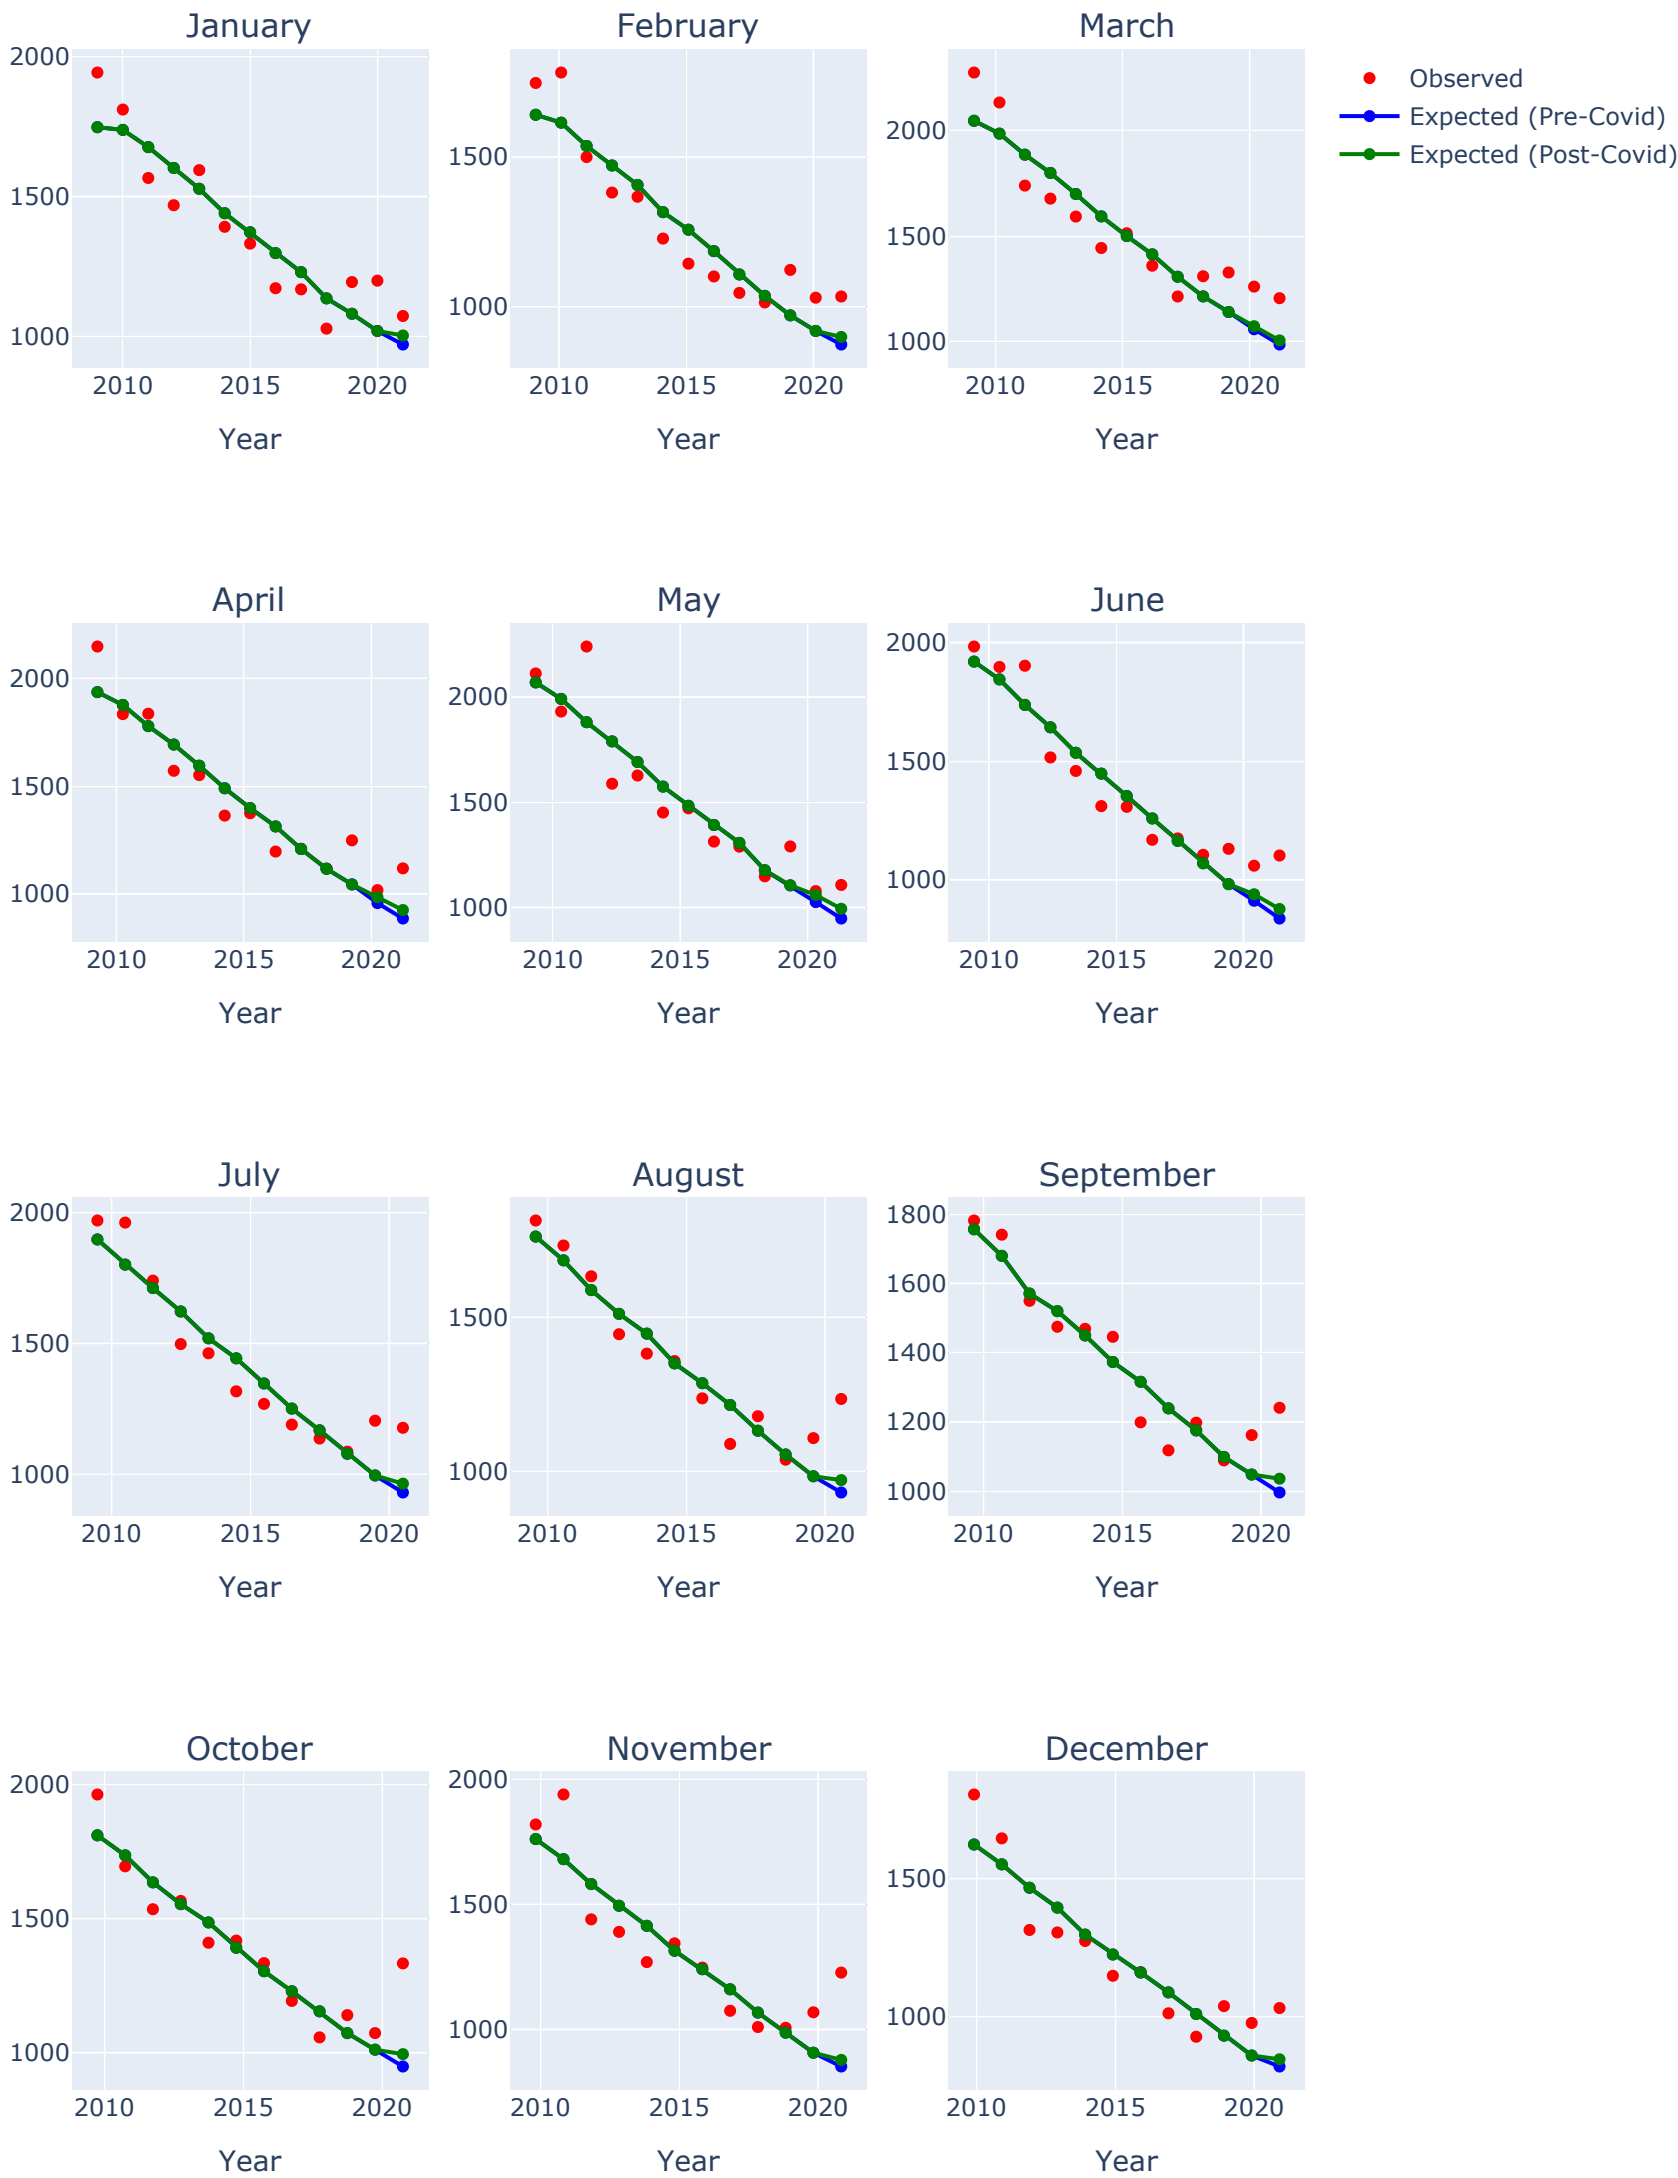 January
February
March
Observed
Expected (Pre-Covid)
Expected (Post-Covid)
2000
1500
1000
1500
1000
2000
1500
1000
2010 2015 2020
2010 2015 2020
2010 2015 2020
Year
Year
Year
April
May
June
2000
1500
1000
2000
1500
1000
2000
1500
1000
2010 2015 2020
2010 2015 2020
2010 2015 2020
Year
Year
Year
July
August
September
2000
1500
1000
1500
1000
1800
1600
1400
1200
1000
2010 2015 2020
2010 2015 2020
2010 2015 2020
Year
Year
Year
October
November
December
2000
1500
1000
2000
1500
1000
1500
1000
2010 2015 2020
2010 2015 2020
2010 2015 2020
Year
Year
Year